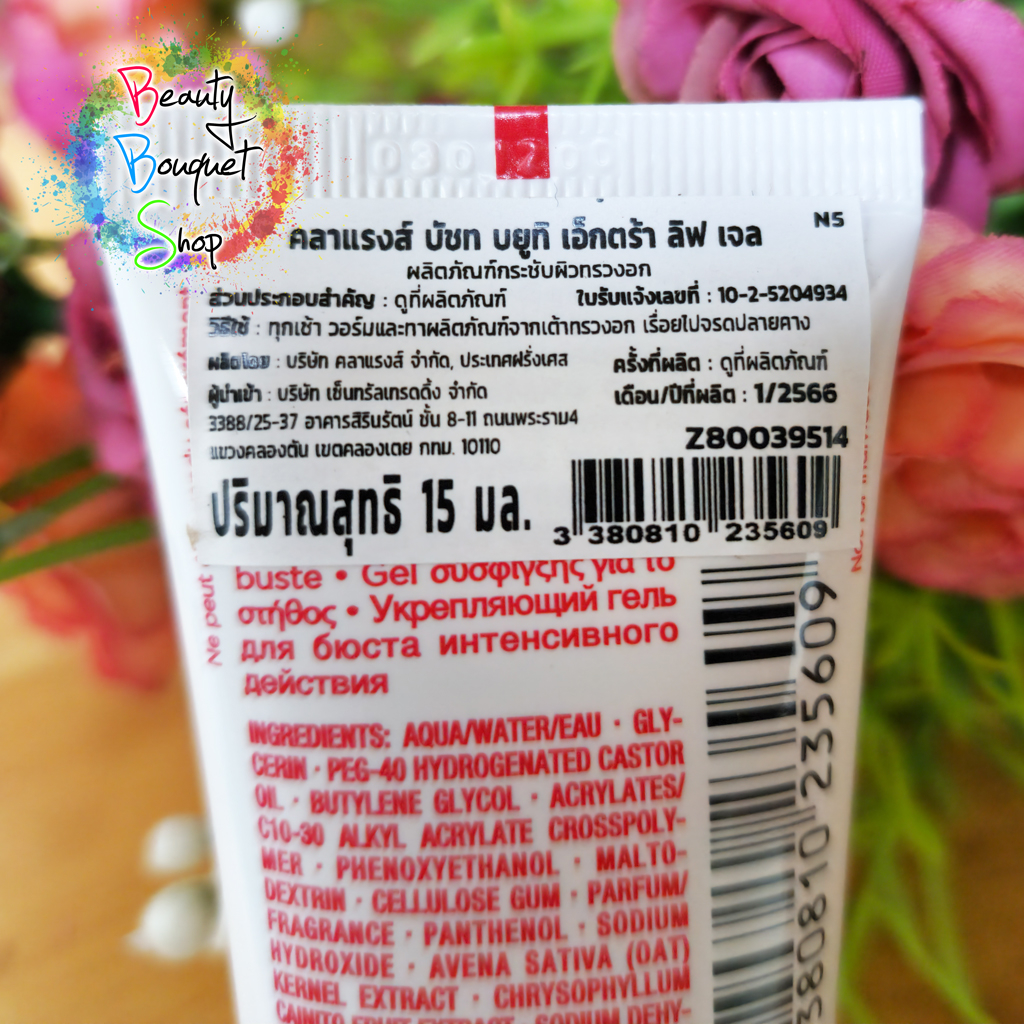 Beauty
Bouquet
Shop
คลาแรงส์ บัชท บยูทิ เอ็กตร้า ลิฟ เจล
N5
ผลิตภัณฑ์กระชับผิวทรวงอก
ส่วนประกอบสำคัญ : ดูที่ผลิตภัณฑ์ ใบรับแจ้งเลขที่ : 10-2-5204934
วิธีใช้ : ทุกเช้า วอร์มและทาผลิตภัณฑ์จากเต้าทรวงอก เรื่อยไปจรดปลายคาง
ผลิตโดย : บริษัท คลาแรงส์ จำกัด, ประเทศฝรั่งเศส ครั้งที่ผลิต : ดูที่ผลิตภัณฑ์
ผู้นำเข้า : บริษัท เซ็นทรัลเทรดดิ้ง จำกัด เดือน/ปีที่ผลิต : 1/2566
3388/25-37 อาคารสิรินรัตน์ ชั้น 8-11 ถนนพระราม4
แขวงคลองตัน เขตคลองเตย กทม. 10110 Z80039514
ปริมาณสุทธิ 15 มล. 3 380810 235609
buste • Gel συσφιγξης για το
στήθος • Укрепляющий гель
для бюста интенсивного
действия
INGREDIENTS: AQUA/WATER/EAU · GLY-
CERIN · PEG-40 HYDROGENATED CASTOR
OIL · BUTYLENE GLYCOL · ACRYLATES/
C10-30 ALKYL ACRYLATE CROSSPOLY-
MER · PHENOXYETHANOL · MALTO-
DEXTRIN · CELLULOSE GUM · PARFUM/
FRAGRANCE · PANTHENOL · SODIUM
HYDROXIDE · AVENA SATIVA (OAT)
KERNEL EXTRACT · CHRYSOPHYLLUM
CAINITO FRUIT EXTRACT · SODIUM DEHY-
380810 235609
Ne peut